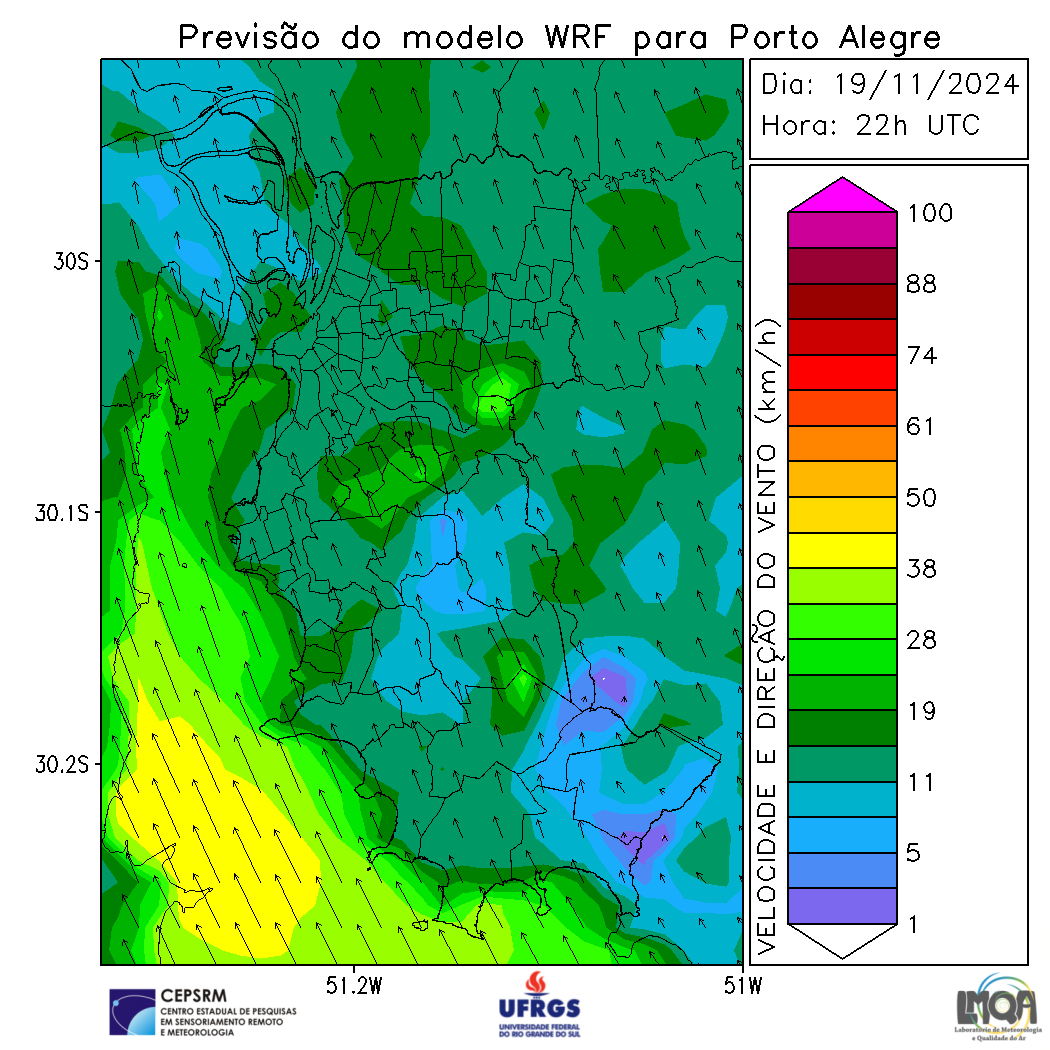 Previsão do modelo WRF para Porto Alegre
Dia: 19/11/2024
Hora: 22h UTC
30S
30.1S
30.2S
51.2W
51W
VELOCIDADE E DIREÇÃO DO VENTO (km/h)
100
88
74
61
50
38
28
19
11
5
1
CEPSRM
CENTRO ESTADUAL DE PESQUISAS
EM SENSORIAMENTO REMOTO
E METEOROLOGIA
UFRGS
UNIVERSIDADE FEDERAL
DO RIO GRANDE DO SUL
LMQA
Laboratório de Meteorologia
e Qualidade do Ar